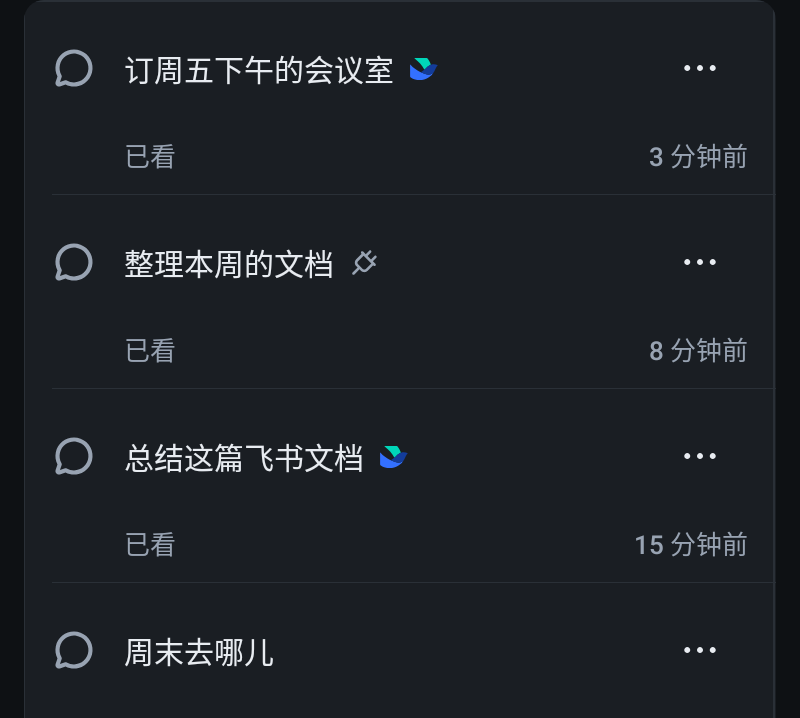 订周五下午的会议室
已看 3 分钟前
整理本周的文档
已看 8 分钟前
总结这篇飞书文档
已看 15 分钟前
周末去哪儿